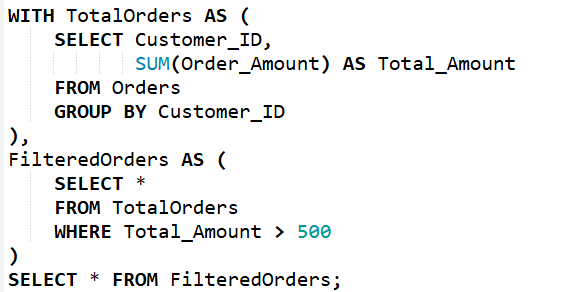 WITH TotalOrders AS (
    SELECT Customer_ID,
           SUM(Order_Amount) AS Total_Amount
    FROM Orders
    GROUP BY Customer_ID
),
FilteredOrders AS (
    SELECT *
    FROM TotalOrders
    WHERE Total_Amount > 500
)
SELECT * FROM FilteredOrders;